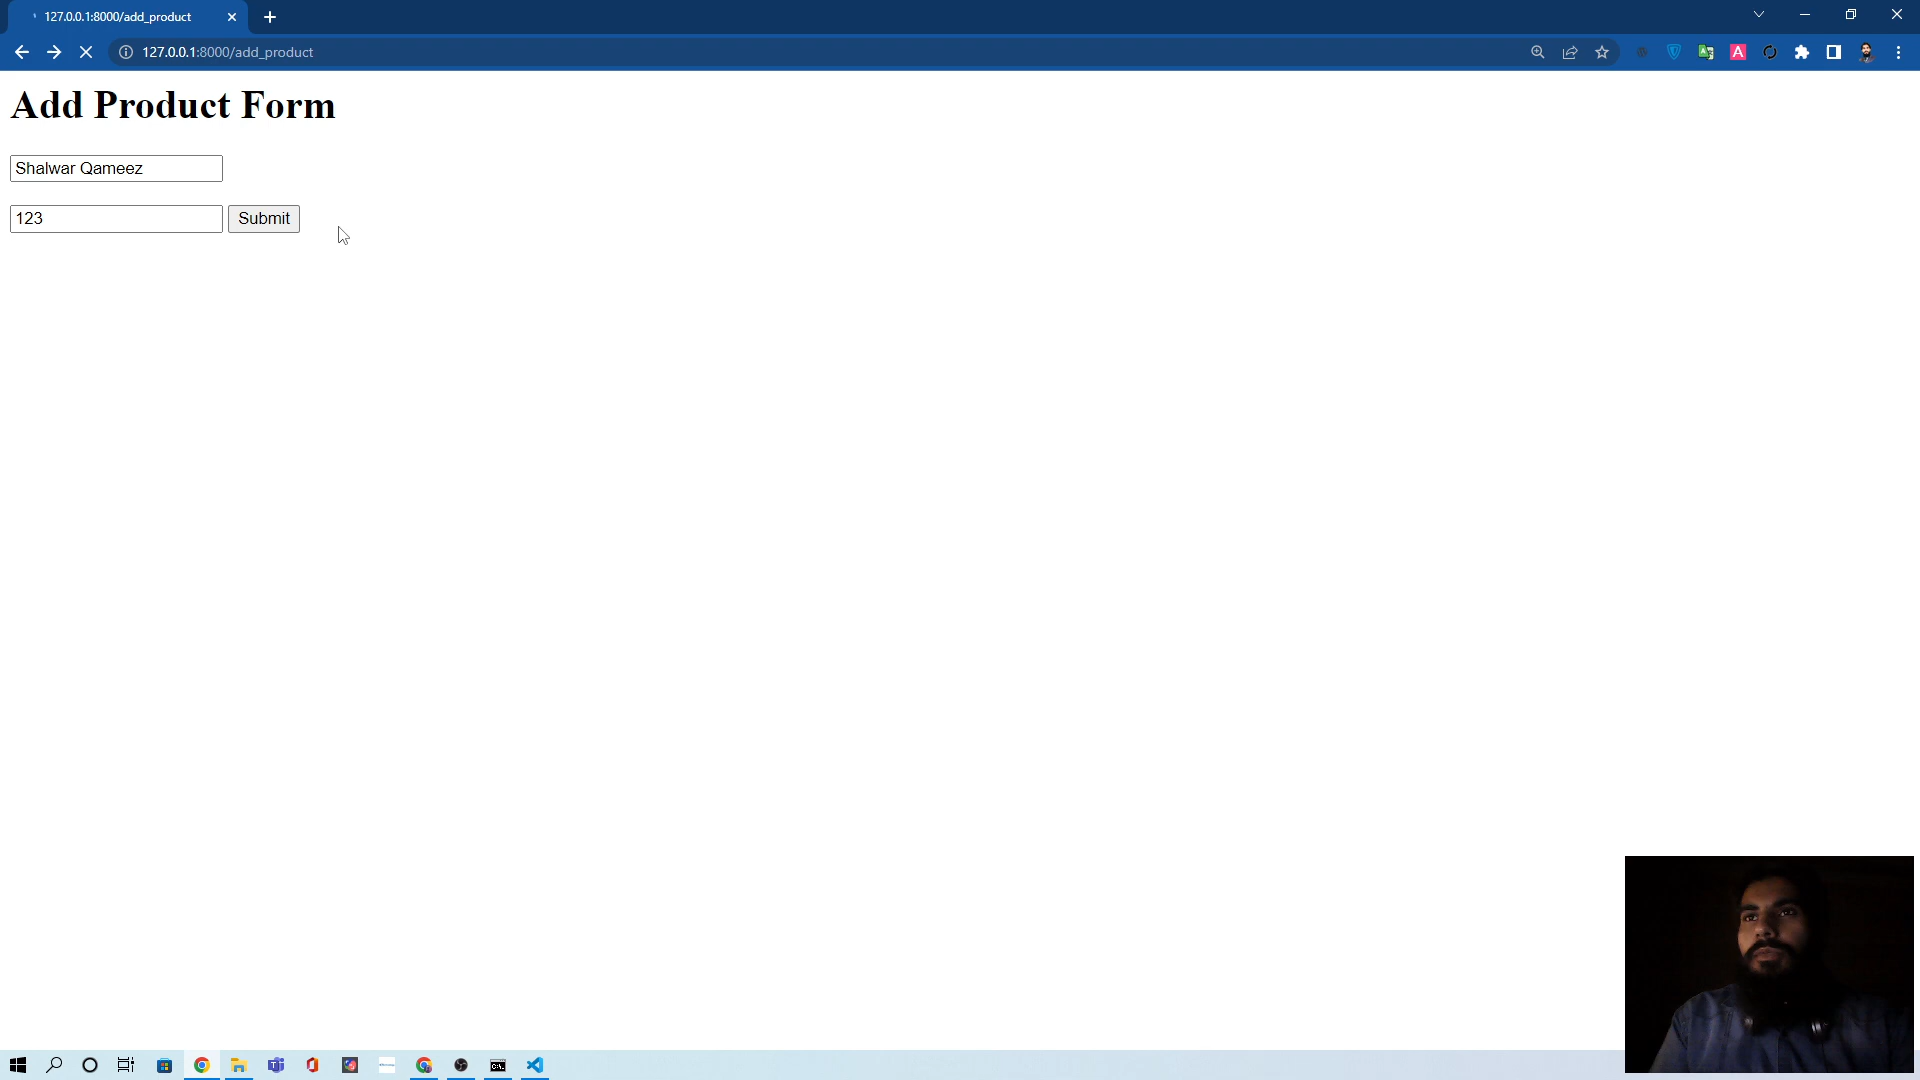 127.0.0.1:8000/add_product
127.0.0.1:8000/add_product
Add Product Form
Shalwar Qameez
123
Submit